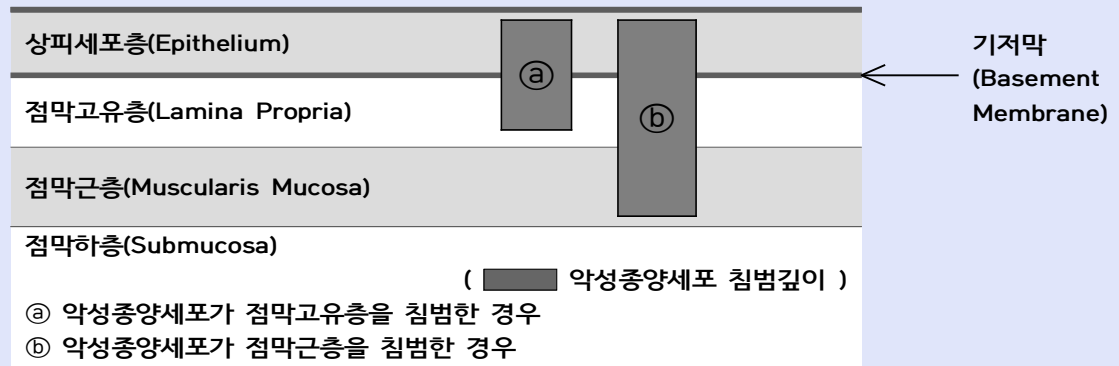 상피세포층(Epithelium)
ⓐ
기저막
(Basement
Membrane)
점막고유층(Lamina Propria)
ⓑ
점막근층(Muscularis Mucosa)
점막하층(Submucosa)
( 악성종양세포 침범깊이 )
ⓐ 악성종양세포가 점막고유층을 침범한 경우
ⓑ 악성종양세포가 점막근층을 침범한 경우